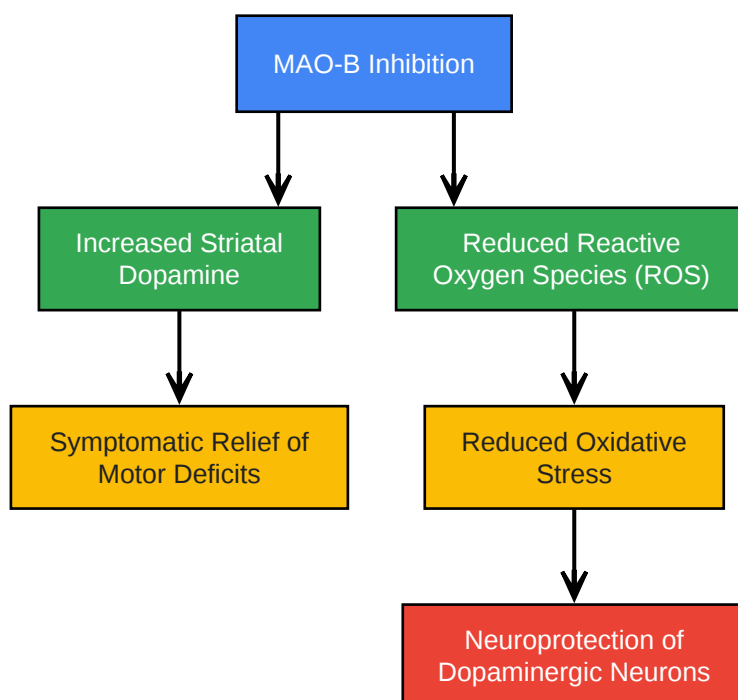 MAO-B Inhibition
Increased Striatal
Dopamine
Reduced Reactive
Oxygen Species (ROS)
Symptomatic Relief of
Motor Deficits
Reduced Oxidative
Stress
Neuroprotection of
Dopaminergic Neurons